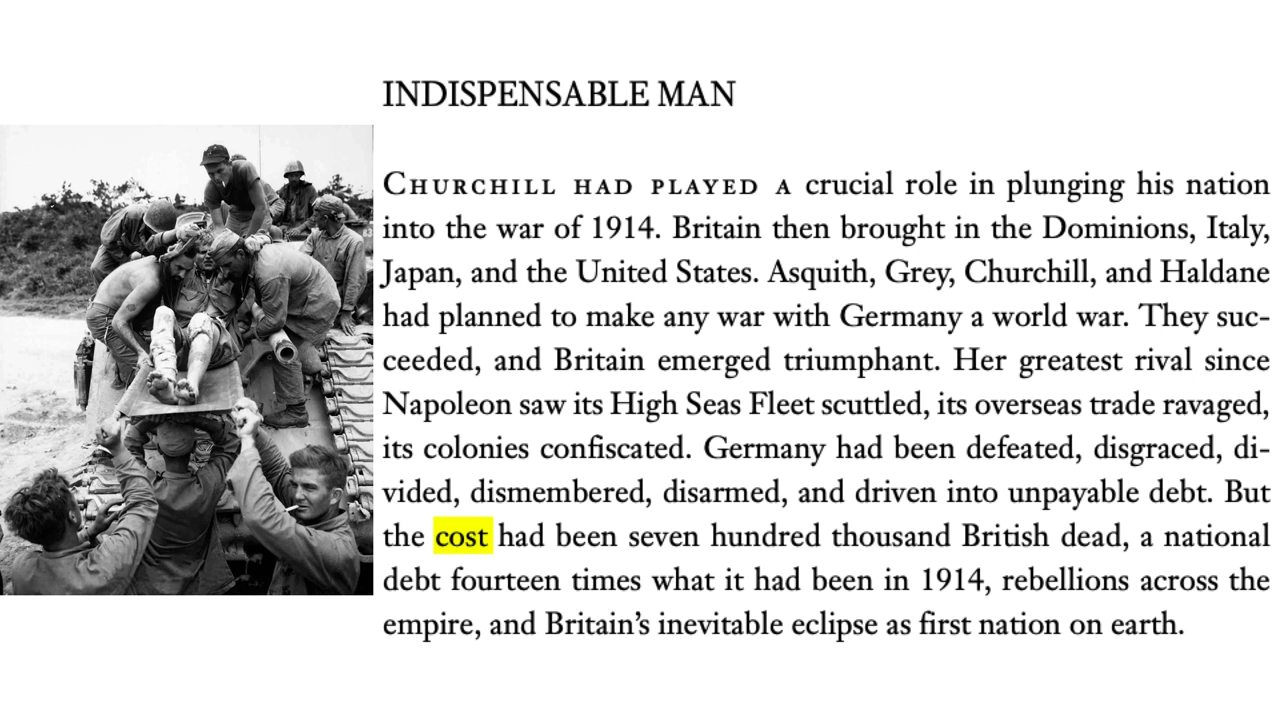 INDISPENSABLE MAN
CHURCHILL HAD PLAYED A crucial role in plunging his nation
into the war of 1914. Britain then brought in the Dominions, Italy,
Japan, and the United States. Asquith, Grey, Churchill, and Haldane
had planned to make any war with Germany a world war. They suc-
ceeded, and Britain emerged triumphant. Her greatest rival since
Napoleon saw its High Seas Fleet scuttled, its overseas trade ravaged,
its colonies confiscated. Germany had been defeated, disgraced, di-
vided, dismembered, disarmed, and driven into unpayable debt. But
the cost had been seven hundred thousand British dead, a national
debt fourteen times what it had been in 1914, rebellions across the
empire, and Britain’s inevitable eclipse as first nation on earth.